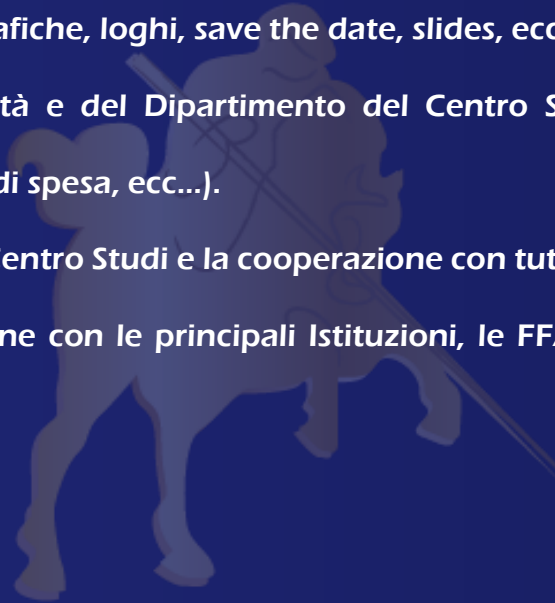 afiche, loghi, save the date, slides, ecc
tà e del Dipartimento del Centro S
di spesa, ecc...).
entro Studi e la cooperazione con tut
ne con le principali Istituzioni, le FF